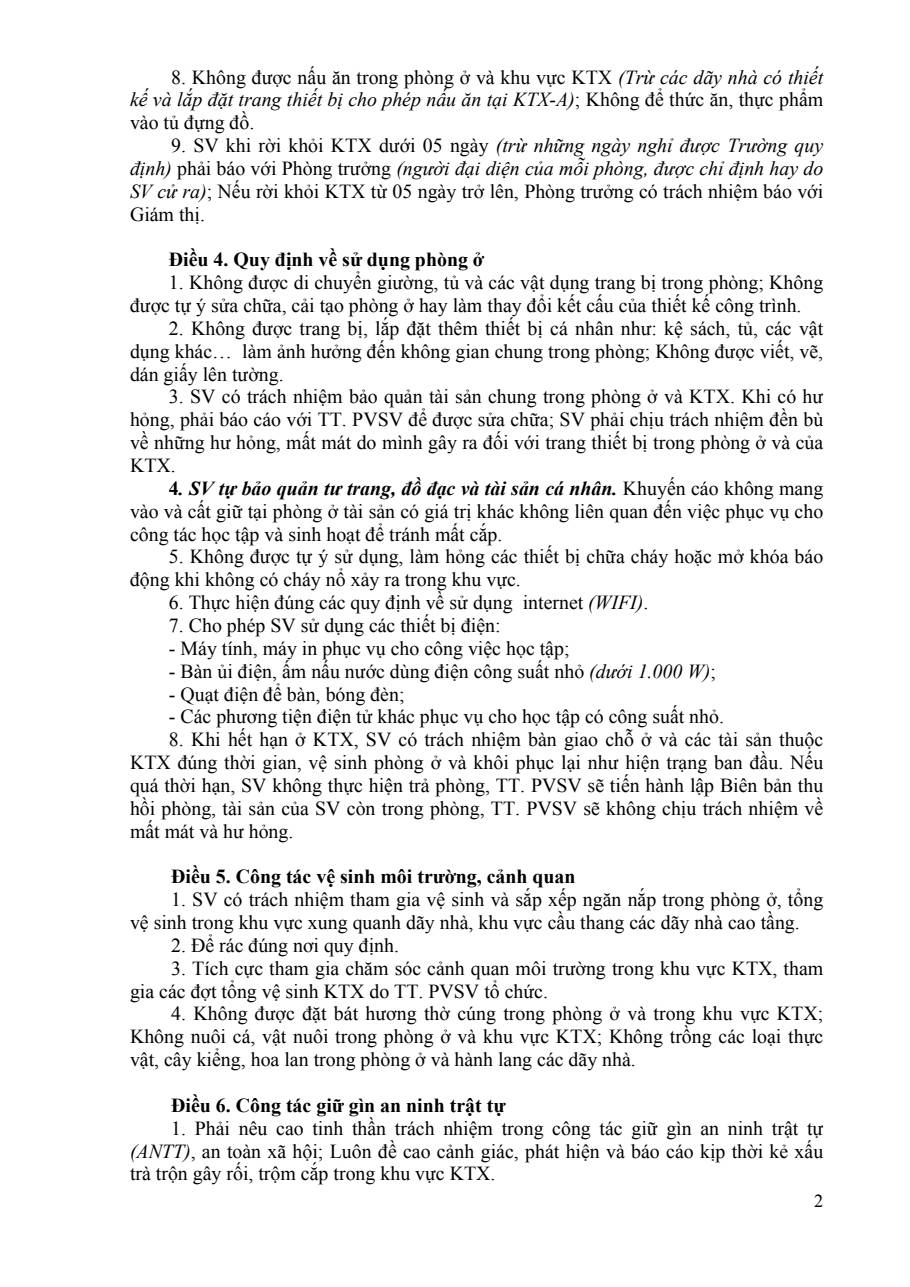 8. Không được nấu ăn trong phòng ở và khu vực KTX (Trừ các dãy nhà có thiết
kế và lắp đặt trang thiết bị cho phép nấu ăn tại KTX-A); Không để thức ăn, thực phẩm
vào tủ đựng đồ.
9. SV khi rời khỏi KTX dưới 05 ngày (trừ những ngày nghỉ được Trường quy
định) phải báo với Phòng trưởng (người đại diện của mỗi phòng, được chỉ định hay do
SV cử ra); Nếu rời khỏi KTX từ 05 ngày trở lên, Phòng trưởng có trách nhiệm báo với
Giám thị.
Điều 4. Quy định về sử dụng phòng ở
1. Không được di chuyển giường, tủ và các vật dụng trang bị trong phòng; Không
được tự ý sửa chữa, cải tạo phòng ở hay làm thay đổi kết cấu của thiết kế công trình.
2. Không được trang bị, lắp đặt thêm thiết bị cá nhân như: kệ sách, tủ, các vật
dụng khác… làm ảnh hưởng đến không gian chung trong phòng; Không được viết, vẽ,
dán giấy lên tường.
3. SV có trách nhiệm bảo quản tài sản chung trong phòng ở và KTX. Khi có hư
hỏng, phải báo cáo với TT. PVSV để được sửa chữa; SV phải chịu trách nhiệm đền bù
về những hư hỏng, mất mát do mình gây ra đối với trang thiết bị trong phòng ở và của
KTX.
4. SV tự bảo quản tư trang, đồ đạc và tài sản cá nhân. Khuyến cáo không mang
vào và cất giữ tại phòng ở tài sản có giá trị khác không liên quan đến việc phục vụ cho
công tác học tập và sinh hoạt để tránh mất cắp.
5. Không được tự ý sử dụng, làm hỏng các thiết bị chữa cháy hoặc mở khóa báo
động khi không có cháy nổ xảy ra trong khu vực.
6. Thực hiện đúng các quy định về sử dụng internet (WIFI).
7. Cho phép SV sử dụng các thiết bị điện:
- Máy tính, máy in phục vụ cho công việc học tập;
- Bàn ủi điện, ấm nấu nước dùng điện công suất nhỏ (dưới 1.000 W);
- Quạt điện để bàn, bóng đèn;
- Các phương tiện điện tử khác phục vụ cho học tập có công suất nhỏ.
8. Khi hết hạn ở KTX, SV có trách nhiệm bàn giao chỗ ở và các tài sản thuộc
KTX đúng thời gian, vệ sinh phòng ở và khôi phục lại như hiện trạng ban đầu. Nếu
quá thời hạn, SV không thực hiện trả phòng, TT. PVSV sẽ tiến hành lập Biên bản thu
hồi phòng, tài sản của SV còn trong phòng, TT. PVSV sẽ không chịu trách nhiệm về
mất mát và hư hỏng.
Điều 5. Công tác vệ sinh môi trường, cảnh quan
1. SV có trách nhiệm tham gia vệ sinh và sắp xếp ngăn nắp trong phòng ở, tổng
vệ sinh trong khu vực xung quanh dãy nhà, khu vực cầu thang các dãy nhà cao tầng.
2. Để rác đúng nơi quy định.
3. Tích cực tham gia chăm sóc cảnh quan môi trường trong khu vực KTX, tham
gia các đợt tổng vệ sinh KTX do TT. PVSV tổ chức.
4. Không được đặt bát hương thờ cúng trong phòng ở và trong khu vực KTX;
Không nuôi cá, vật nuôi trong phòng ở và khu vực KTX; Không trồng các loại thực
vật, cây kiểng, hoa lan trong phòng ở và hành lang các dãy nhà.
Điều 6. Công tác giữ gìn an ninh trật tự
1. Phải nêu cao tinh thần trách nhiệm trong công tác giữ gìn an ninh trật tự
(ANTT), an toàn xã hội; Luôn đề cao cảnh giác, phát hiện và báo cáo kịp thời kẻ xấu
trà trộn gây rối, trộm cắp trong khu vực KTX.
2